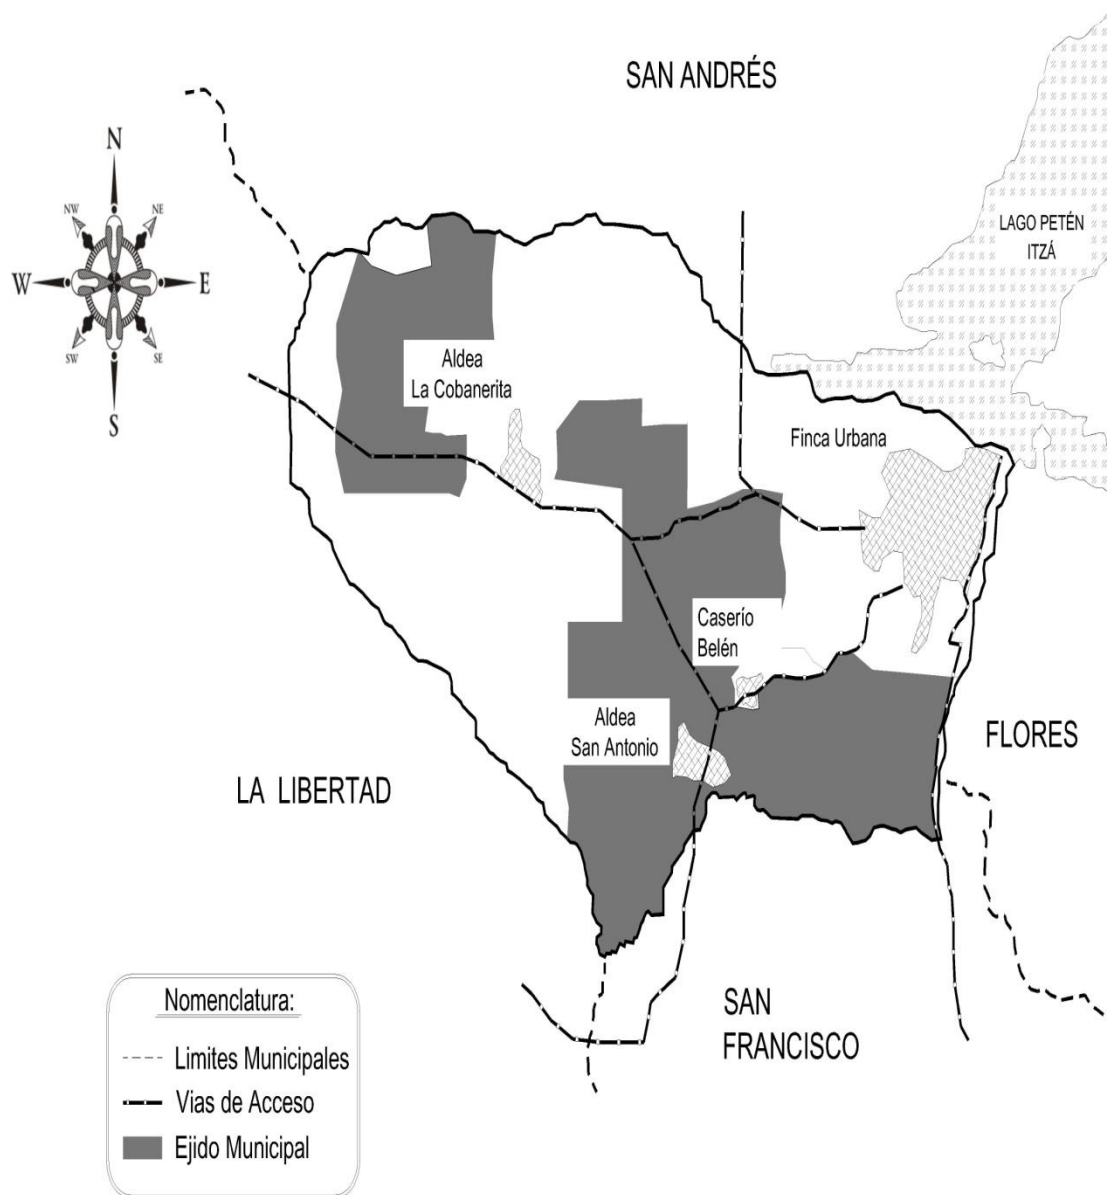 SAN ANDRÉS
N
NW
NE
W
E
SW
SE
S
LAGO PETÉN
ITZÁ
Aldea
La Cobanerita
Finca Urbana
Caserío
Belén
Aldea
San Antonio
FLORES
LA LIBERTAD
SAN
FRANCISCO
Nomenclatura:
Limites Municipales
Vias de Acceso
Ejido Municipal